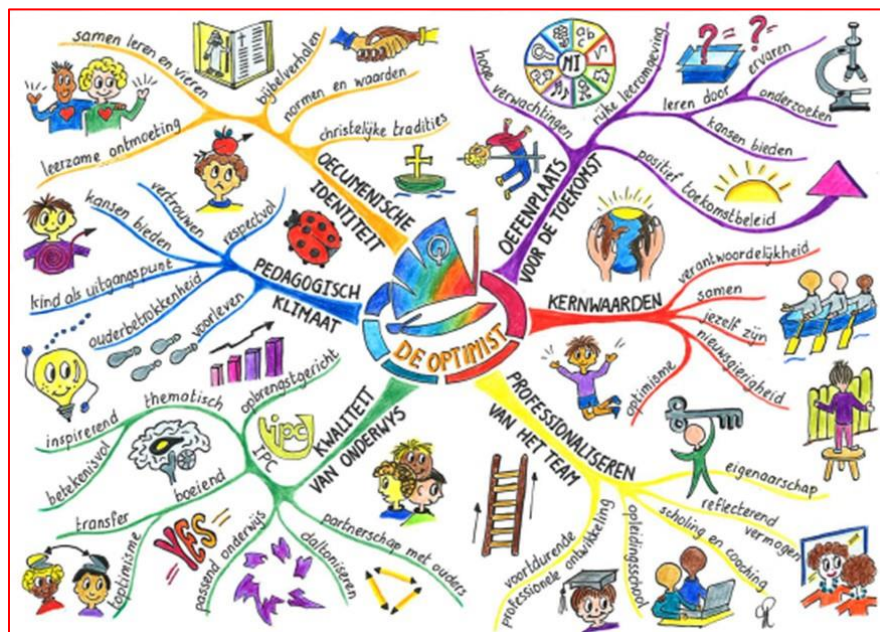 DE OPTIMIST
OECUMENISCHE
IDENTITEIT
samen leren en vieren
leerzame ontmoeting
bijbelverhalen
normen en waarden
christelijke tradities
OEFENPLAATS
VOOR DE TOEKOMST
hoge verwachtingen
MI
abc
rijke leeromgeving
? ?
leren door
ervaren
onderzoeken
kansen bieden
positief toekomstbeleid
KERNWAARDEN
verantwoordelijkheid
samen
jezelf zijn
nieuwsgierigheid
optimisme
PROFESSIONALISEREN
VAN HET TEAM
eigenaarschap
reflecterend
vermogen
scholing en coaching
opleidingsschool
voortdurende
professionele ontwikkeling
KWALITEIT
VAN ONDERWYS
opbrengstgericht
thematisch
inspirerend
betekenisvol
ipc
IPC
boeiend
transfer
toptimisme
YES
passend onderwijs
daltoniseren
partnerschap met ouders
PEDAGOGISCH
KLIMAAT
respectvol
vertrouwen
kansen bieden
kind als uitgangspunt
ouderbetrokkenheid
voorleven